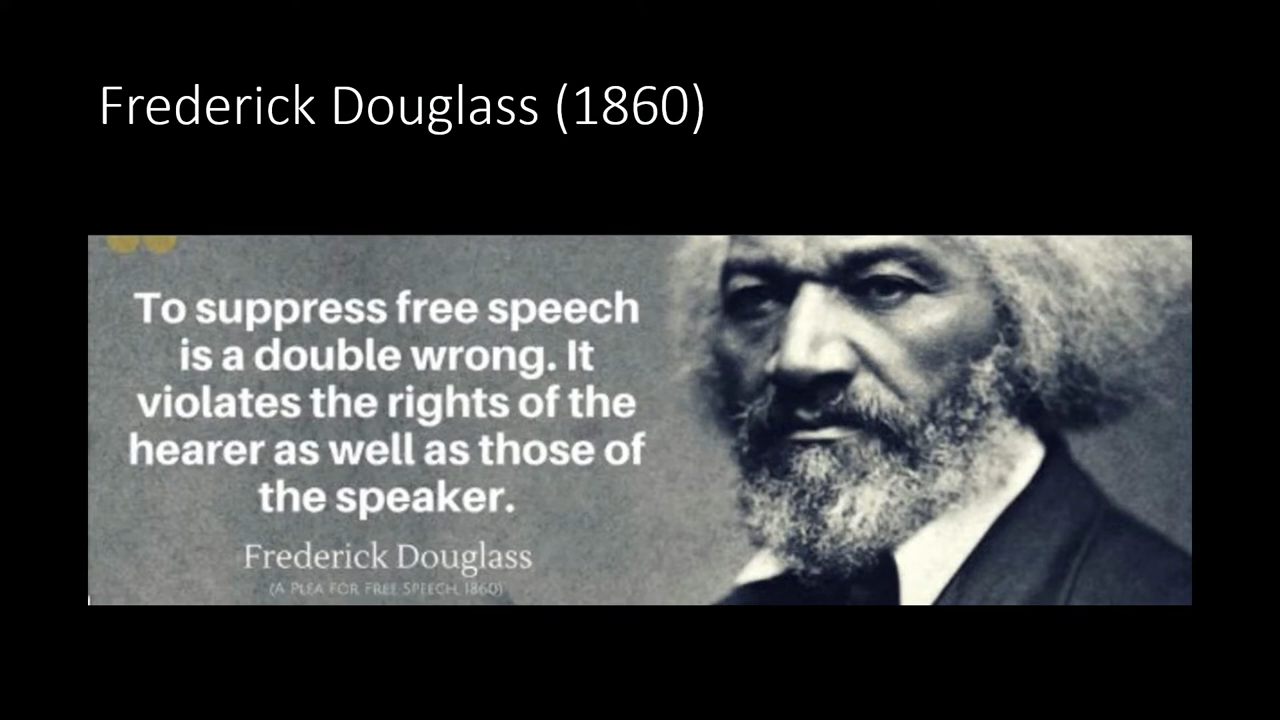 Frederick Douglass (1860)
To suppress free speech
is a double wrong. It
violates the rights of the
hearer as well as those of
the speaker.
Frederick Douglass
(A PLEA FOR FREE SPEECH, 1860)